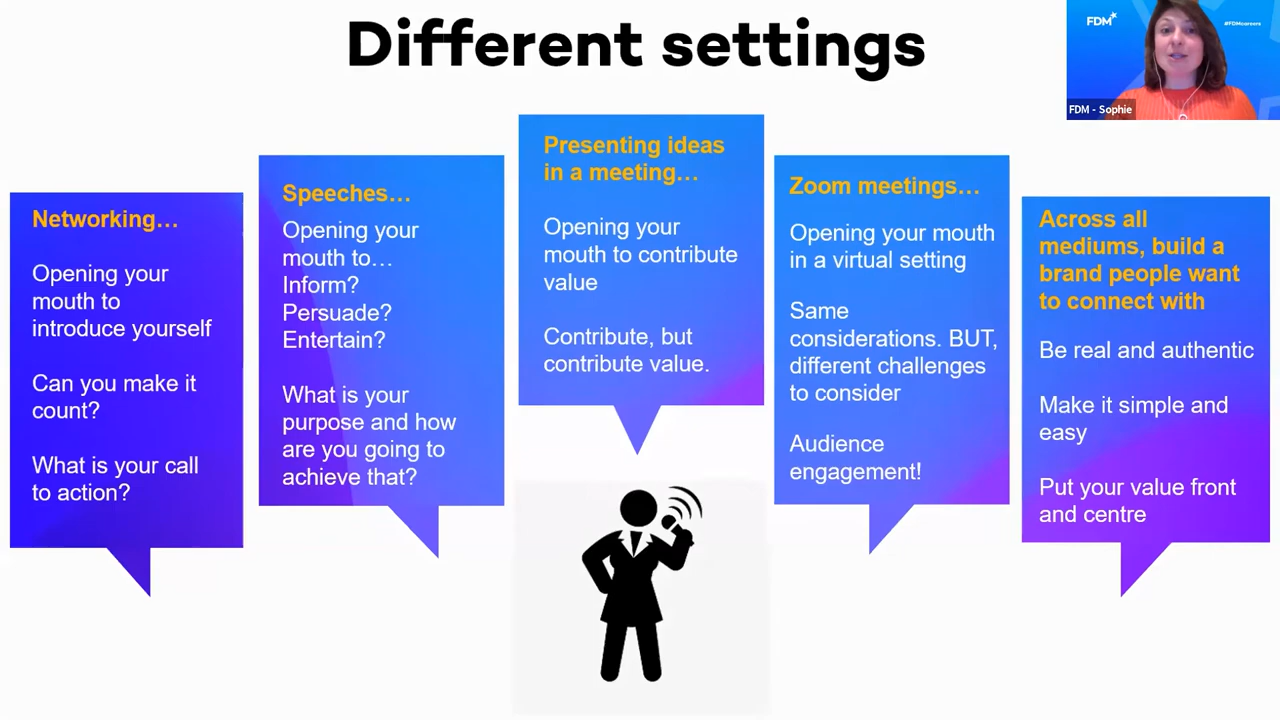 Different settings
FDM
#FDMcareers
FDM - Sophie
Networking…
Opening your
mouth to
introduce yourself
Can you make it
count?
What is your call
to action?
Speeches…
Opening your
mouth to…
Inform?
Persuade?
Entertain?
What is your
purpose and how
are you going to
achieve that?
Presenting ideas
in a meeting…
Opening your
mouth to contribute
value
Contribute, but
contribute value.
Zoom meetings…
Opening your mouth
in a virtual setting
Same
considerations. BUT,
different challenges
to consider
Audience
engagement!
Across all
mediums, build a
brand people want
to connect with
Be real and authentic
Make it simple and
easy
Put your value front
and centre